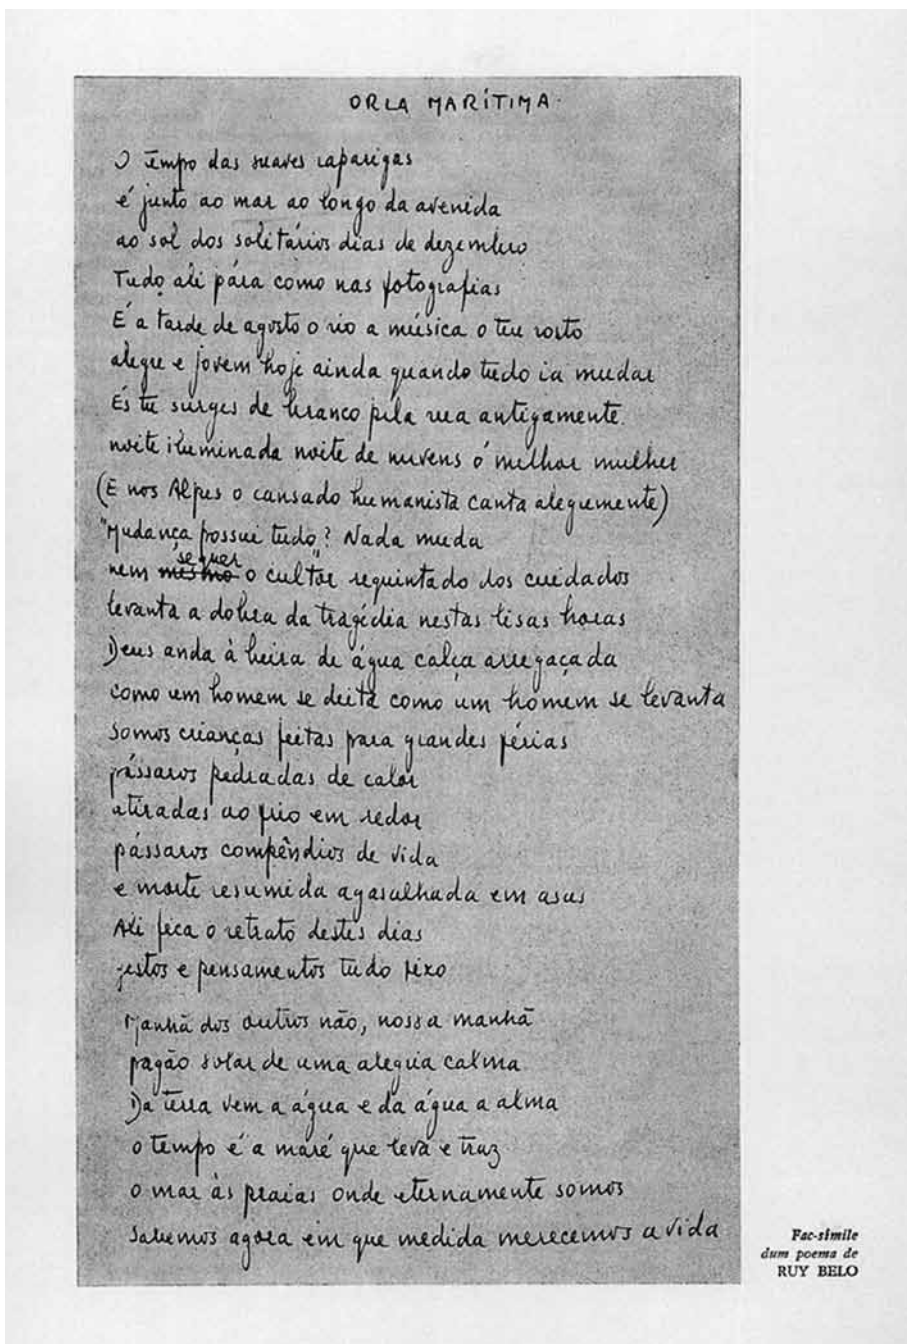 ORLA MARÍTIMA
O tempo das suaves raparigas
é junto ao mar ao longo da avenida
ao sol dos solitários dias de dezembro
Tudo ali pára como nas fotografias
É a tarde de agosto o rio a música o teu rosto
alegre e jovem hoje ainda quando tudo ia mudar
És tu surges de branco pela rua antigamente
noite iluminada noite de nuvens ó melhor mulher
(E nos Alpes o cansado humanista canta alegremente)
"Mudança possui tudo"? Nada muda
nem mesmo sequer o cultor requintado dos cuidados
levanta a dobra da tragédia nestas lisas horas
Deus anda à beira de água calça arregaçada
como um homem se deita como um homem se levanta
Somos crianças feitas para grandes férias
pássaros pedradas de calor
atiradas ao frio em redor
pássaros compêndios de vida
e morte resumida agasalhada em asas
Ali fica o retrato destes dias
gestos e pensamentos tudo fixo
Manhã dos outros não, nossa manhã
pagão solar de uma alegria calma
Da terra vem a água e da água a alma
o tempo é a maré que leva e traz
o mar às praias onde eternamente somos
Sabemos agora em que medida merecemos a vida
Fac-símile
dum poema de
RUY BELO